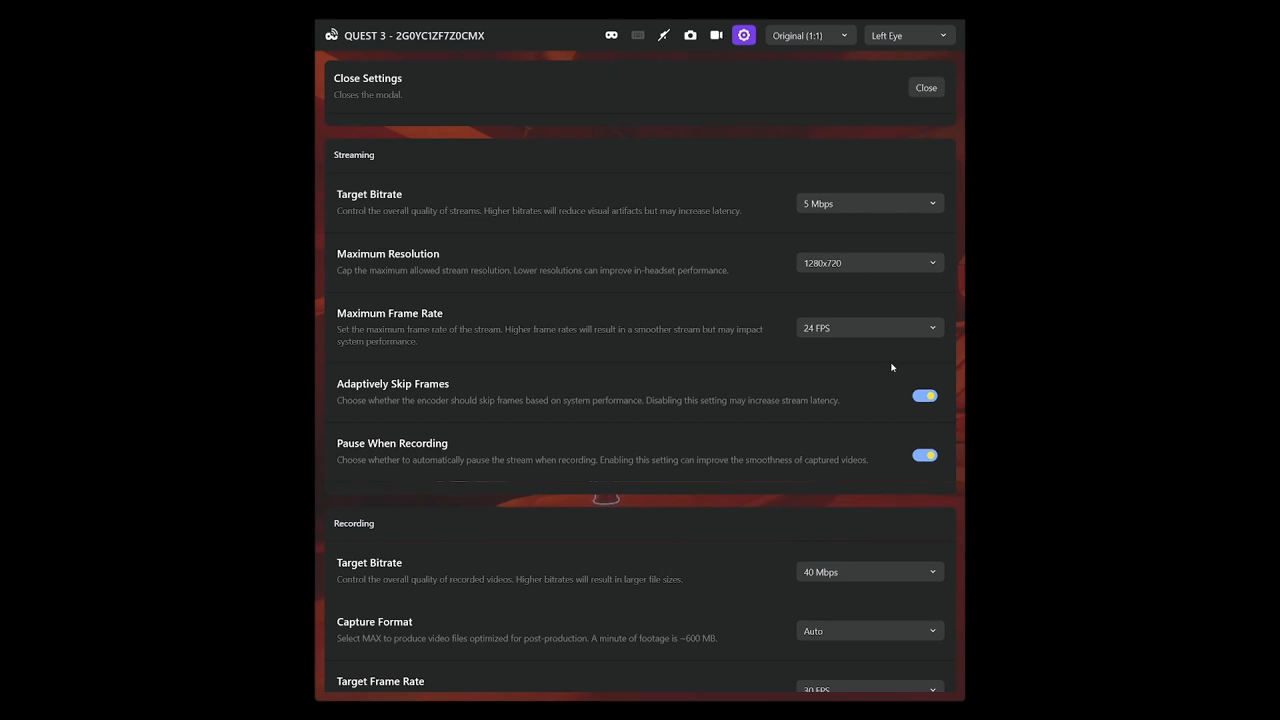 QUEST 3 - 2G0YC1ZF7Z0CMX
Original (1:1)
Left Eye
Close Settings
Closes the modal.
Close
Streaming
Target Bitrate
Control the overall quality of streams. Higher bitrates will reduce visual artifacts but may increase latency.
5 Mbps
Maximum Resolution
Cap the maximum allowed stream resolution. Lower resolutions can improve in-headset performance.
1280x720
Maximum Frame Rate
Set the maximum frame rate of the stream. Higher frame rates will result in a smoother stream but may impact
system performance.
24 FPS
Adaptively Skip Frames
Choose whether the encoder should skip frames based on system performance. Disabling this setting may increase stream latency.
Pause When Recording
Choose whether to automatically pause the stream when recording. Enabling this setting can improve the smoothness of captured videos.
Recording
Target Bitrate
Control the overall quality of recorded videos. Higher bitrates will result in larger file sizes.
40 Mbps
Capture Format
Select MAX to produce video files optimized for post-production. A minute of footage is ~600 MB.
Auto
Target Frame Rate
30 FPS